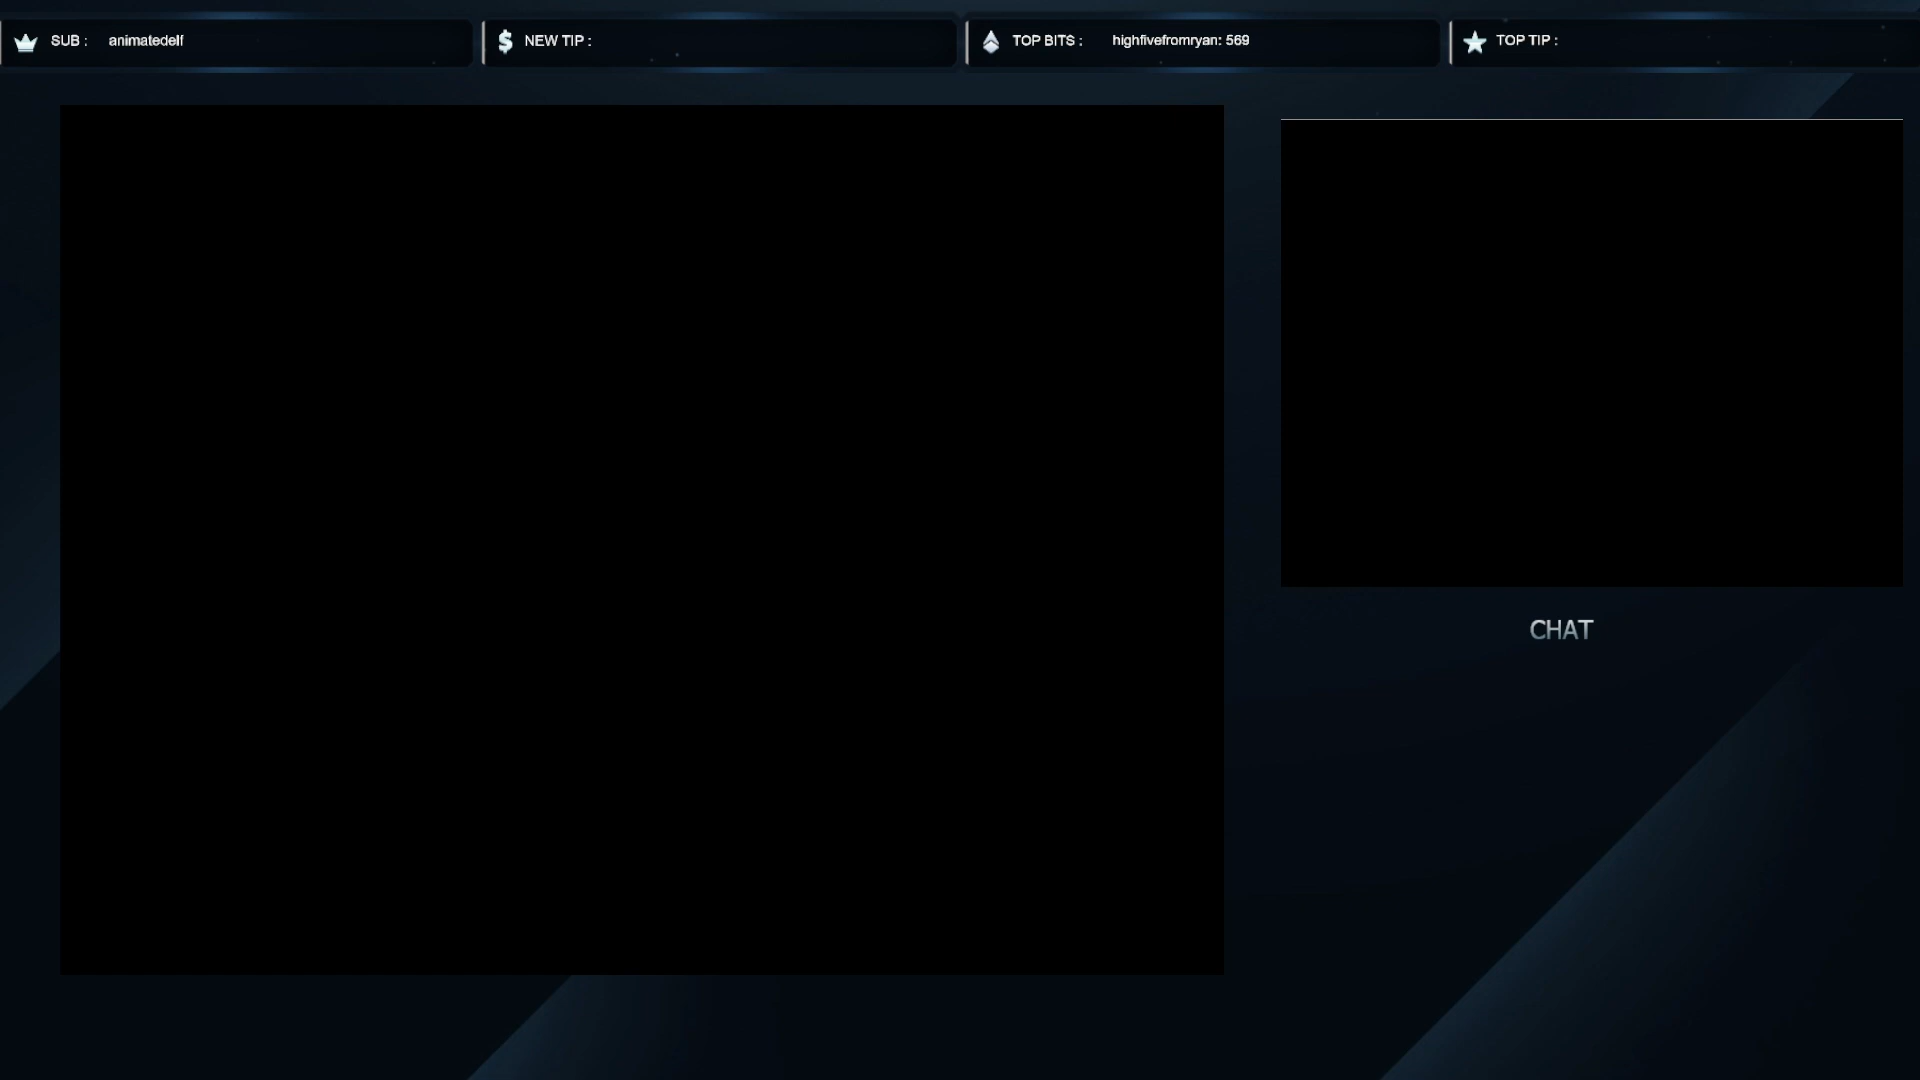 SUB : animatedelf
NEW TIP :
TOP BITS : highfivefromryan: 569
TOP TIP :
CHAT